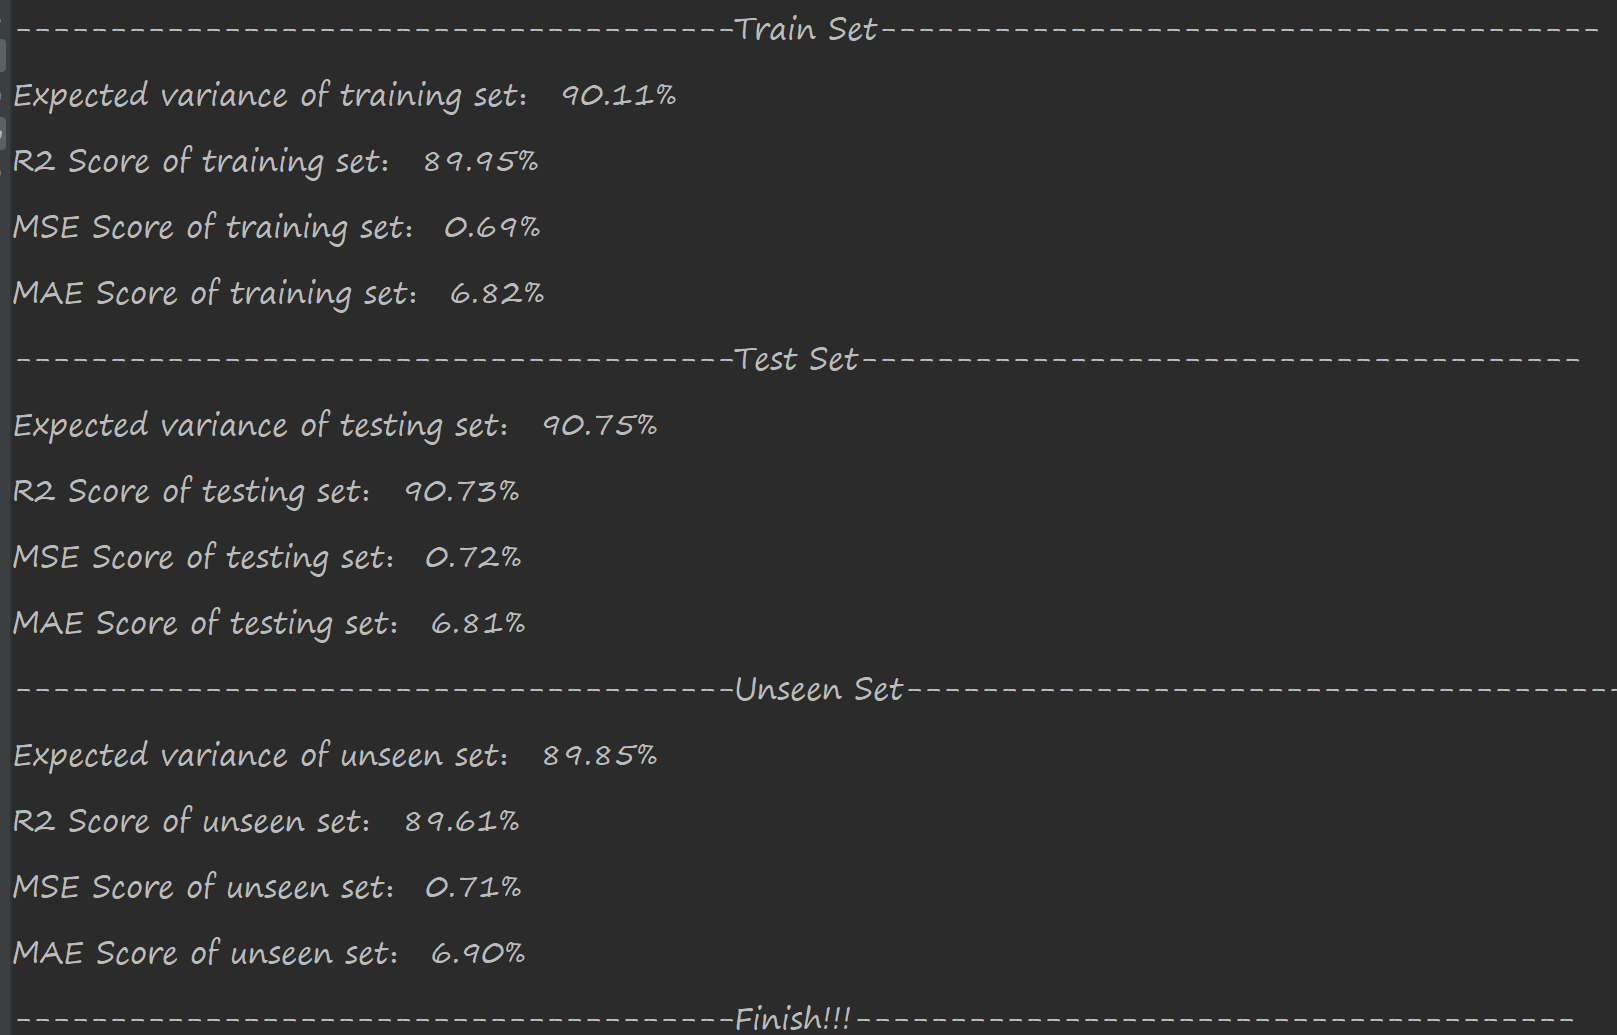 --------------------------------------Train Set--------------------------------------
Expected variance of training set： 90.11%
R2 Score of training set： 89.95%
MSE Score of training set： 0.69%
MAE Score of training set： 6.82%
--------------------------------------Test Set--------------------------------------
Expected variance of testing set： 90.75%
R2 Score of testing set： 90.73%
MSE Score of testing set： 0.72%
MAE Score of testing set： 6.81%
--------------------------------------Unseen Set--------------------------------------
Expected variance of unseen set： 89.85%
R2 Score of unseen set： 89.61%
MSE Score of unseen set： 0.71%
MAE Score of unseen set： 6.90%
--------------------------------------Finish!!!--------------------------------------